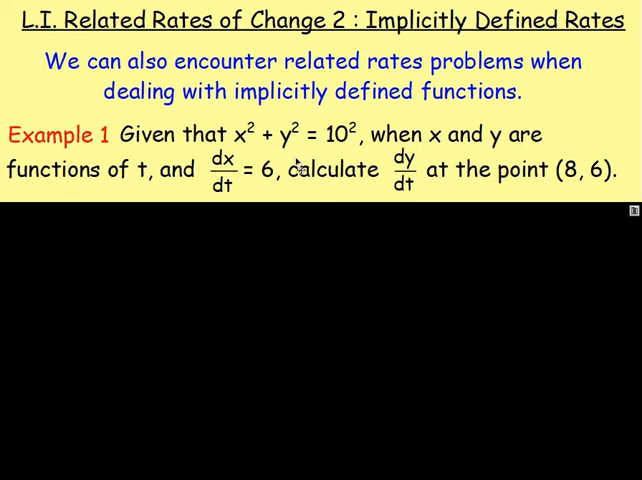 L.I. Related Rates of Change 2 : Implicitly Defined Rates
We can also encounter related rates problems when
dealing with implicitly defined functions.
Example 1 Given that x² + y² = 10², when x and y are
functions of t, and dx/dt = 6, calculate dy/dt at the point (8, 6).